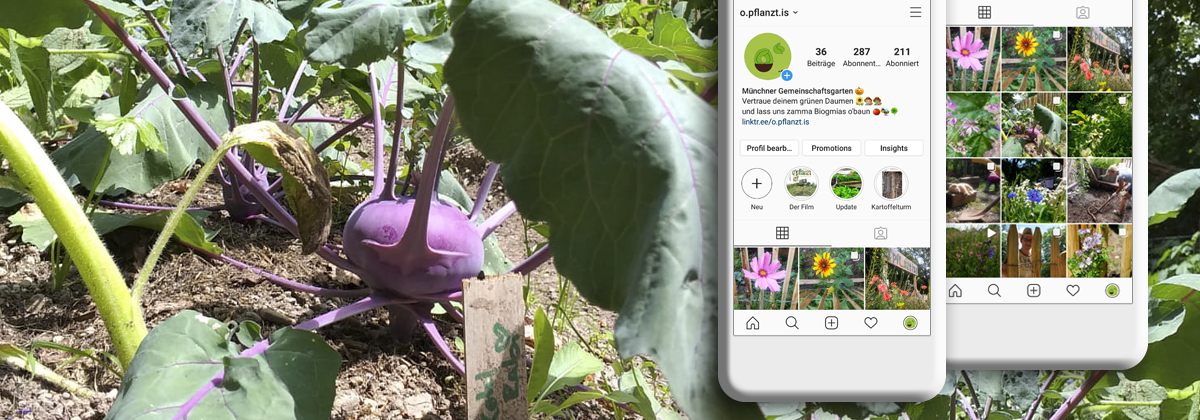 o.pflanzt.is
36
287
211
Beiträge
Abonnent...
Abonniert
Münchner Gemeinschaftsgarten 🎃
Vertraue deinem grünen Daumen
und lass uns zamma Biogmias o'baun
linktr.ee/o.pflanzt.is
Profil bearb...
Promotions
Insights
Neu
Der Film
Update
Kartoffelturm